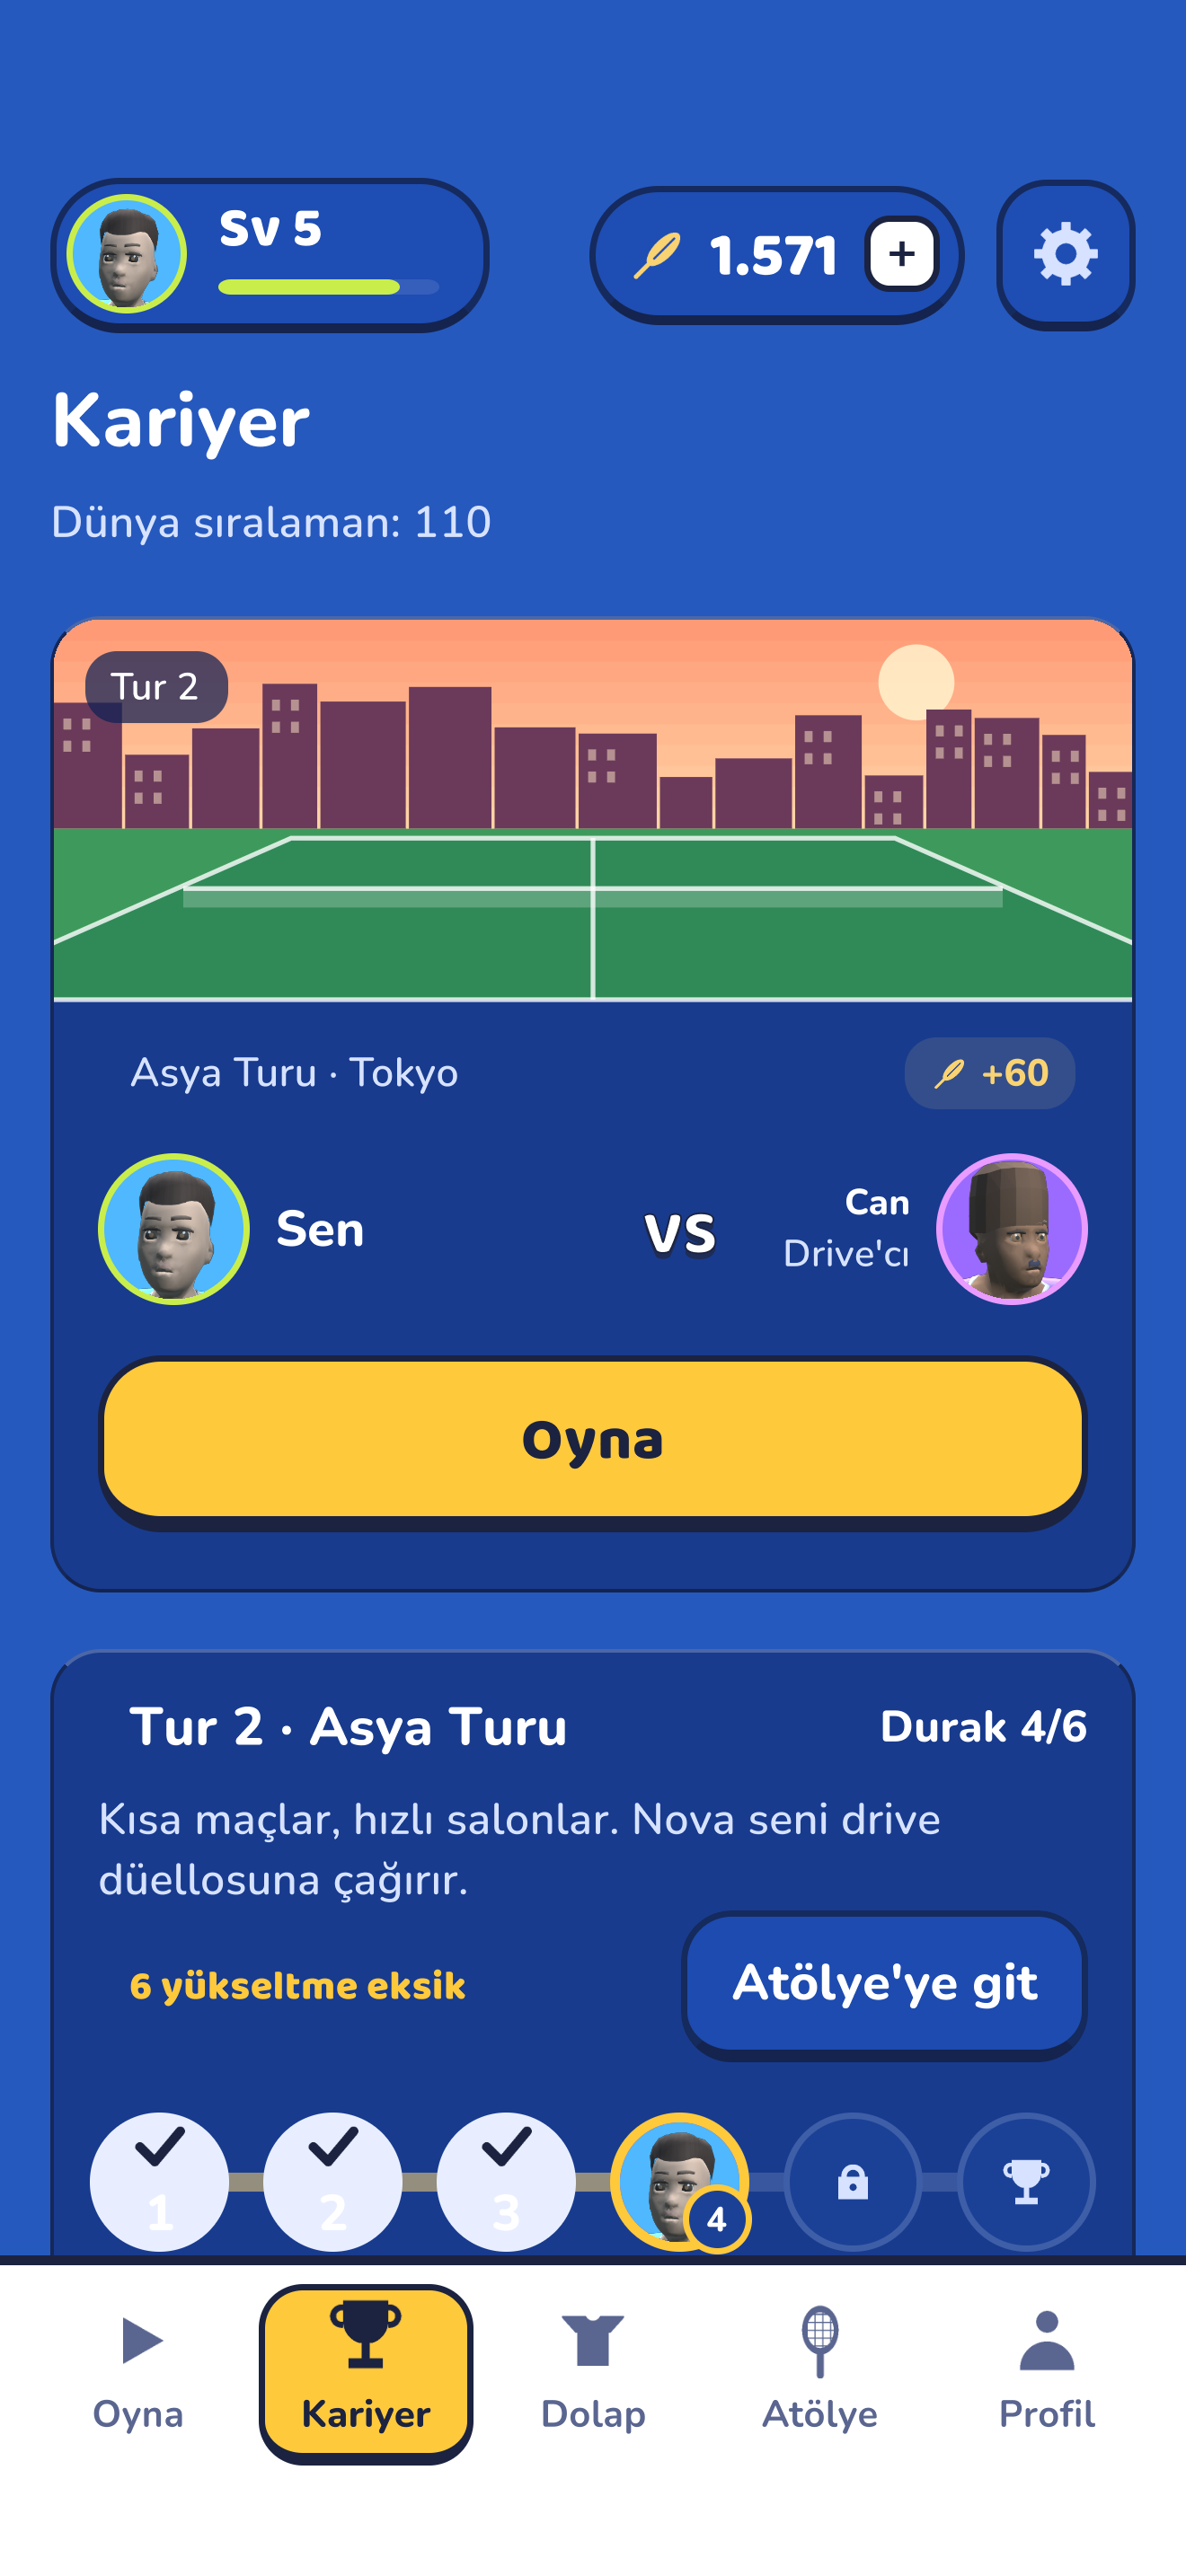 Sv 5
1.571
+
Kariyer
Dünya sıralaman: 110
Tur 2
Asya Turu · Tokyo
+60
Sen
VS
Can
Drive'cı
Oyna
Tur 2 · Asya Turu
Durak 4/6
Kısa maçlar, hızlı salonlar. Nova seni drive
düellosuna çağırır.
6 yükseltme eksik
Atölye'ye git
1
2
3
4
Oyna
Kariyer
Dolap
Atölye
Profil